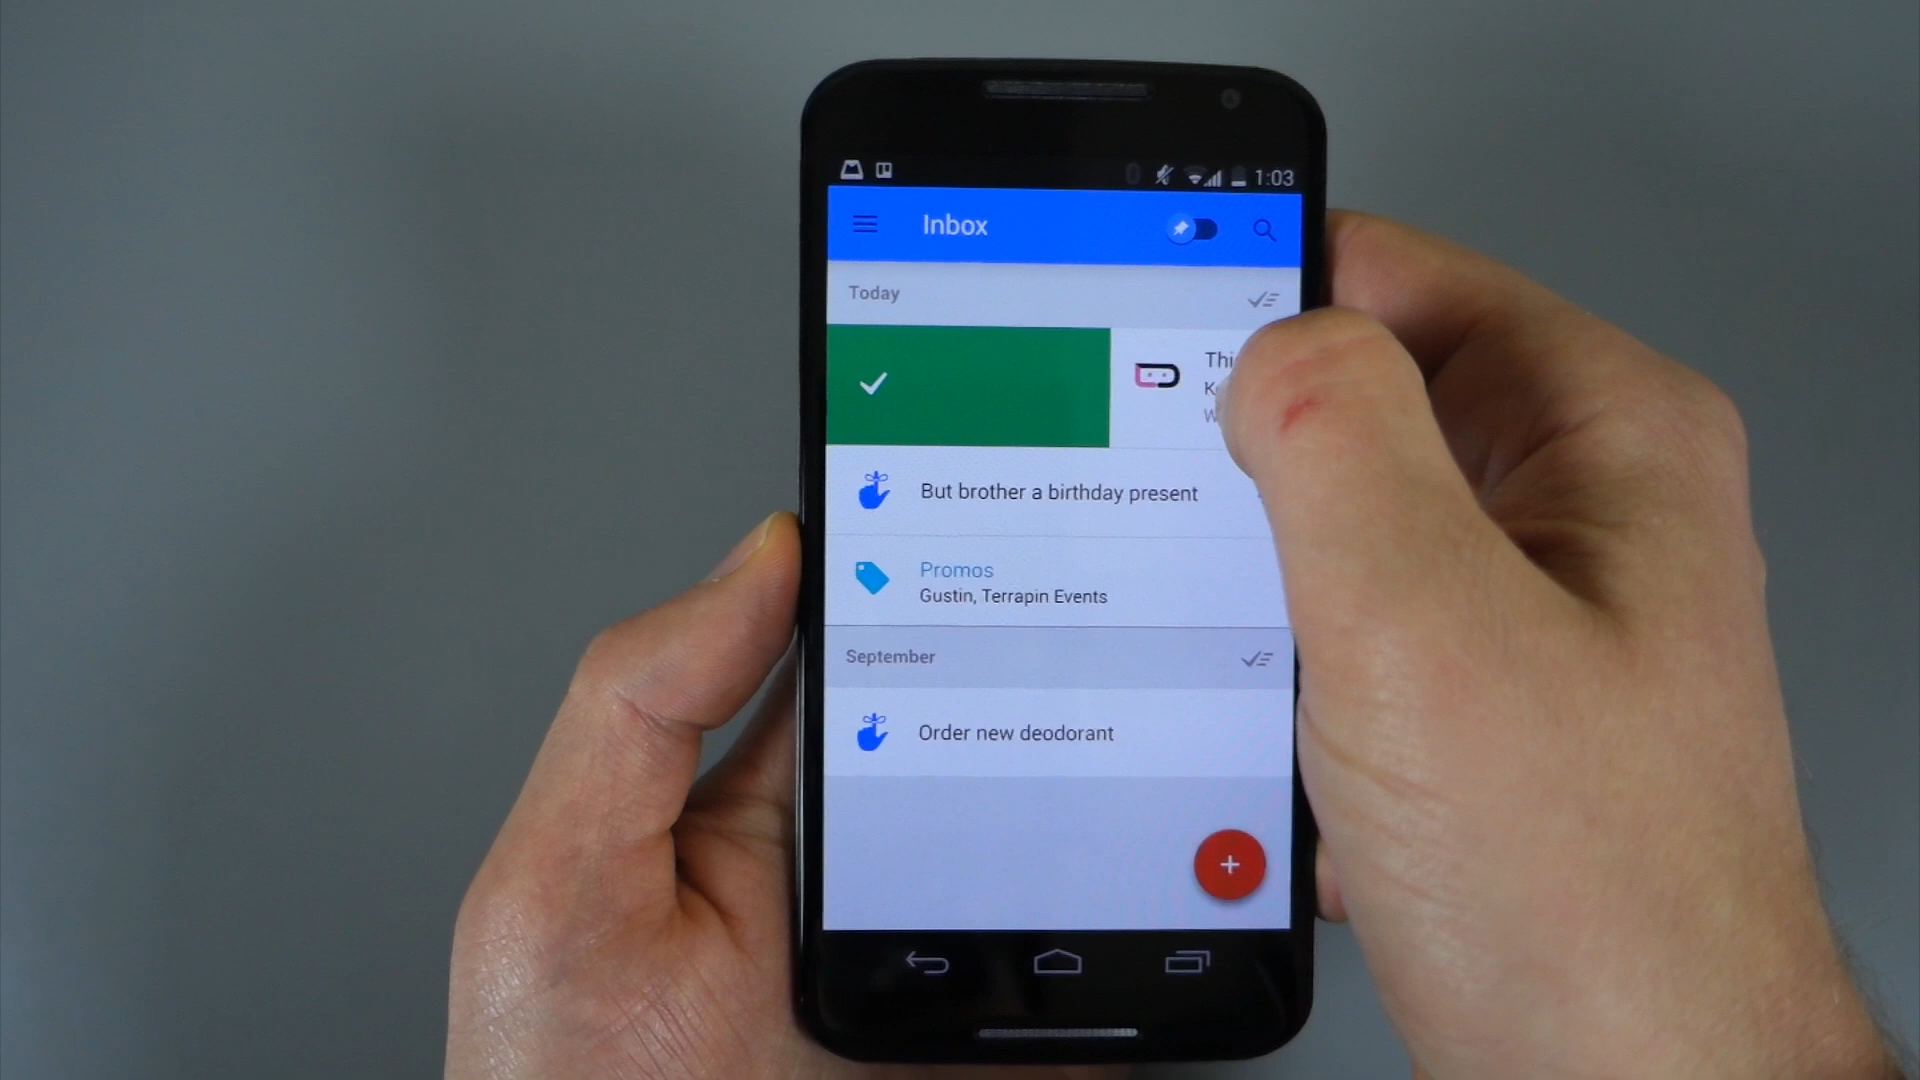 1:03
Inbox
Today
But brother a birthday present
Promos
Gustin, Terrapin Events
September
Order new deodorant